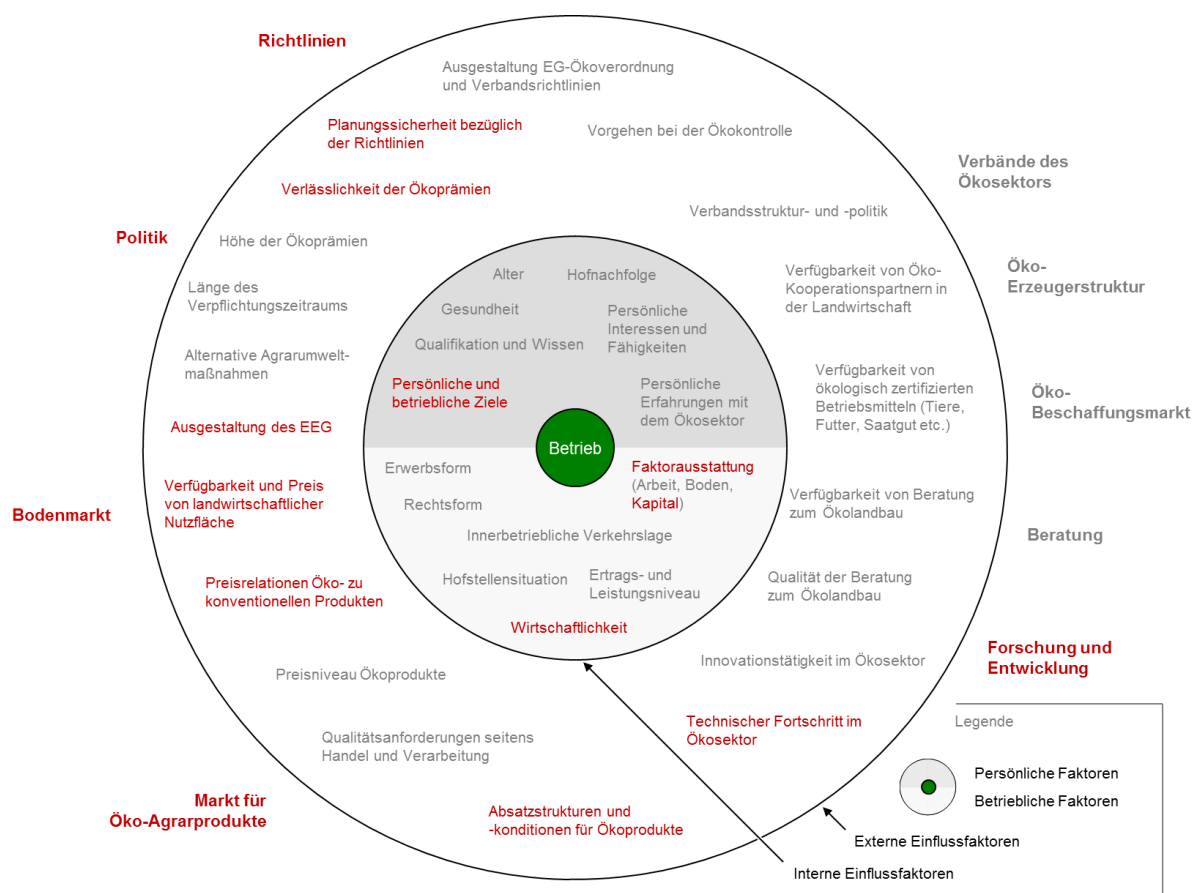 Richtlinien
Ausgestaltung EG-Ökoverordnung
und Verbandsrichtlinien
Planungssicherheit bezüglich
der Richtlinien
Vorgehen bei der Ökokontrolle
Verlässlichkeit der Ökoprämien
Verbände des
Ökosektors
Verbandsstruktur- und -politik
Politik
Höhe der Ökoprämien
Länge des
Verpflichtungszeitraums
Alternative Agrarumwelt-
maßnahmen
Ausgestaltung des EEG
Verfügbarkeit von Öko-
Kooperationspartnern in
der Landwirtschaft
Öko-
Erzeugerstruktur
Alter
Hofnachfolge
Gesundheit
Persönliche
Interessen und
Fähigkeiten
Qualifikation und Wissen
Persönliche und
betriebliche Ziele
Persönliche
Erfahrungen mit
dem Ökosektor
Verfügbarkeit von
ökologisch zertifizierten
Betriebsmitteln (Tiere,
Futter, Saatgut etc.)
Öko-
Beschaffungsmarkt
Betrieb
Erwerbsform
Rechtsform
Faktorausstattung
(Arbeit, Boden,
Kapital)
Innerbetriebliche Verkehrslage
Hofstellensituation
Ertrags- und
Leistungsniveau
Wirtschaftlichkeit
Bodenmarkt
Verfügbarkeit und Preis
von landwirtschaftlicher
Nutzfläche
Verfügbarkeit von Beratung
zum Ökolandbau
Beratung
Qualität der Beratung
zum Ökolandbau
Preisrelationen Öko- zu
konventionellen Produkten
Preisniveau Ökoprodukte
Innovationstätigkeit im Ökosektor
Forschung und
Entwicklung
Technischer Fortschritt im
Ökosektor
Qualitätsanforderungen seitens
Handel und Verarbeitung
Markt für
Öko-Agrarprodukte
Absatzstrukturen und
-konditionen für Ökoprodukte
Legende
Persönliche Faktoren
Betriebliche Faktoren
Externe Einflussfaktoren
Interne Einflussfaktoren